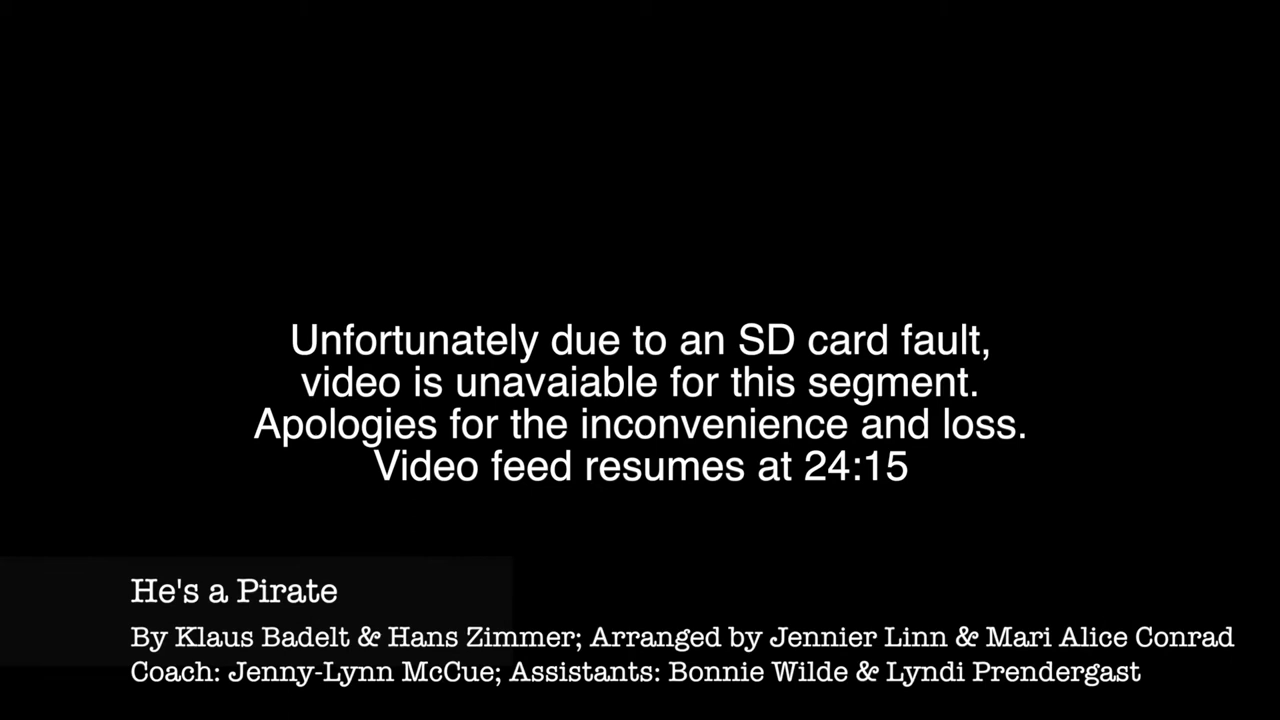 Unfortunately due to an SD card fault,
video is unavaiable for this segment.
Apologies for the inconvenience and loss.
Video feed resumes at 24:15
He's a Pirate
By Klaus Badelt & Hans Zimmer; Arranged by Jennier Linn & Mari Alice Conrad
Coach: Jenny-Lynn McCue; Assistants: Bonnie Wilde & Lyndi Prendergast